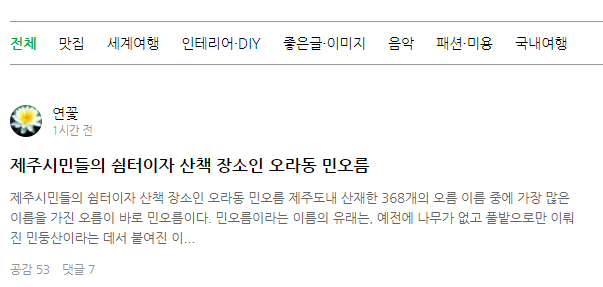 전체 맛집 세계여행 인테리어·DIY 좋은글·이미지 음악 패션·미용 국내여행
연꽃
1시간 전
제주시민들의 쉼터이자 산책 장소인 오라동 민오름
제주시민들의 쉼터이자 산책 장소인 오라동 민오름 제주도내 산재한 368개의 오름 이름 중에 가장 많은
이름을 가진 오름이 바로 민오름이다. 민오름이라는 이름의 유래는, 예전에 나무가 없고 풀밭으로만 이뤄
진 민둥산이라는 데서 붙여진 이...
공감 53 댓글 7